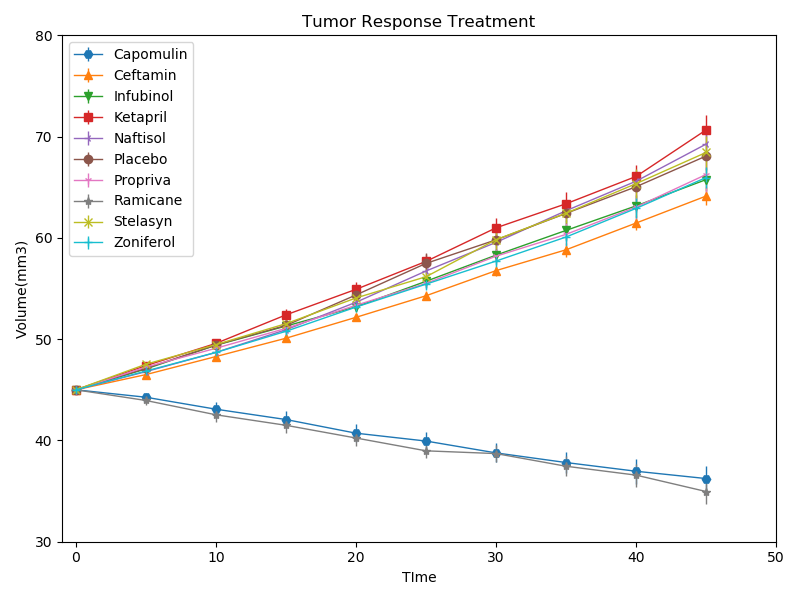 Tumor Response Treatment
Volume(mm3)
80
70
60
50
40
30
Capomulin
Ceftamin
Infubinol
Ketapril
Naftisol
Placebo
Propriva
Ramicane
Stelasyn
Zoniferol
0 10 20 30 40 50
TIme